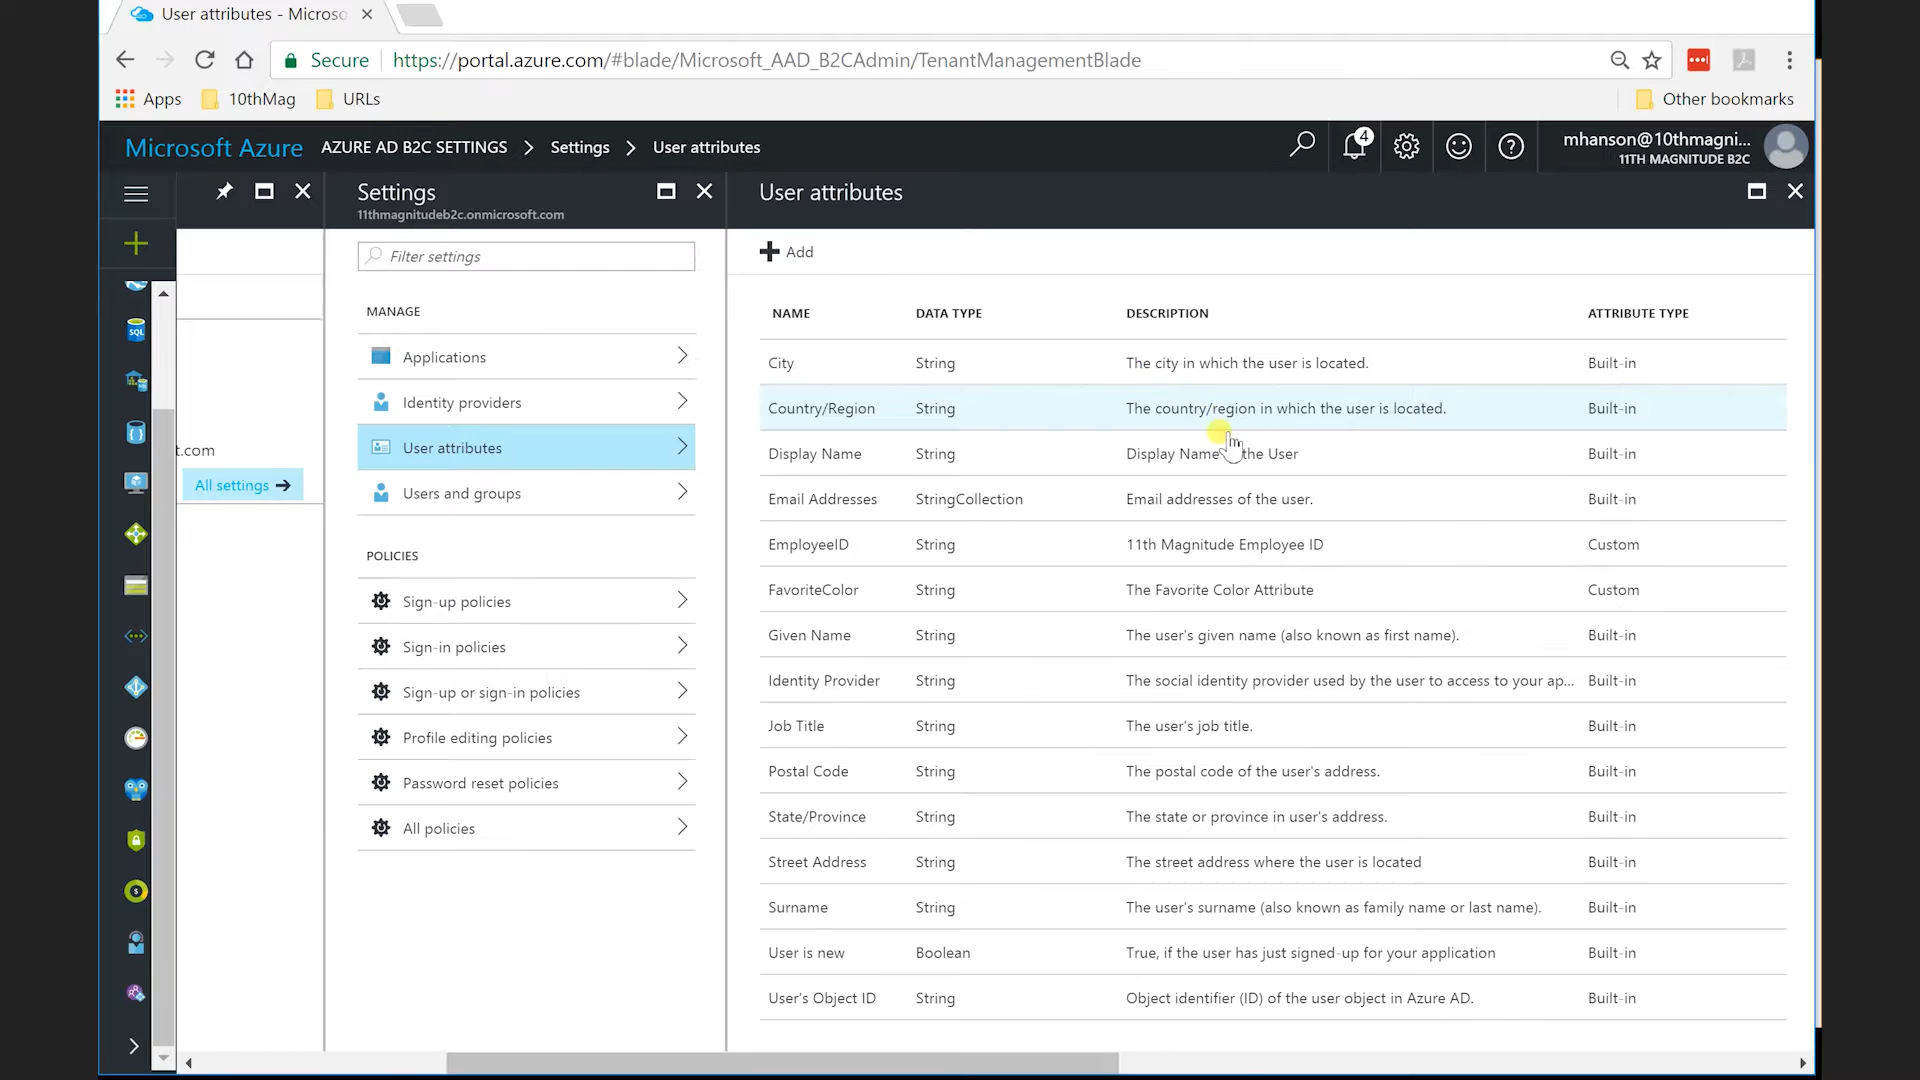 User attributes - Microso
Secure
https://portal.azure.com/#blade/Microsoft_AAD_B2CAdmin/TenantManagementBlade
Apps
10thMag
URLs
Other bookmarks
Microsoft Azure
AZURE AD B2C SETTINGS > Settings > User attributes
4
mhanson@10thmagni...
11TH MAGNITUDE B2C
Settings
11thmagnitudeb2c.onmicrosoft.com
User attributes
Filter settings
Add
MANAGE
Applications
Identity providers
User attributes
Users and groups
POLICIES
Sign-up policies
Sign-in policies
Sign-up or sign-in policies
Profile editing policies
Password reset policies
All policies
t.com
All settings
SQL
NAME DATA TYPE DESCRIPTION ATTRIBUTE TYPE
City String The city in which the user is located. Built-in
Country/Region String The country/region in which the user is located. Built-in
Display Name String Display Name the User Built-in
Email Addresses StringCollection Email addresses of the user. Built-in
EmployeeID String 11th Magnitude Employee ID Custom
FavoriteColor String The Favorite Color Attribute Custom
Given Name String The user's given name (also known as first name). Built-in
Identity Provider String The social identity provider used by the user to access to your ap... Built-in
Job Title String The user's job title. Built-in
Postal Code String The postal code of the user's address. Built-in
State/Province String The state or province in user's address. Built-in
Street Address String The street address where the user is located Built-in
Surname String The user's surname (also known as family name or last name). Built-in
User is new Boolean True, if the user has just signed-up for your application Built-in
User's Object ID String Object identifier (ID) of the user object in Azure AD. Built-in